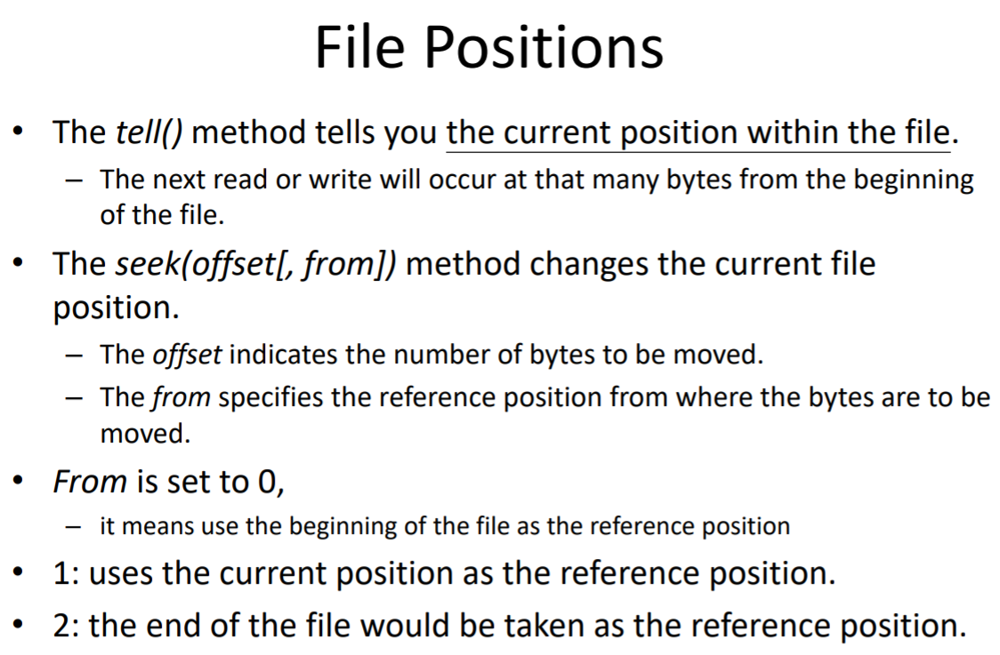 File Positions
• The tell() method tells you the current position within the file.
– The next read or write will occur at that many bytes from the beginning
of the file.
• The seek(offset[, from]) method changes the current file
position.
– The offset indicates the number of bytes to be moved.
– The from specifies the reference position from where the bytes are to be
moved.
• From is set to 0,
– it means use the beginning of the file as the reference position
• 1: uses the current position as the reference position.
• 2: the end of the file would be taken as the reference position.